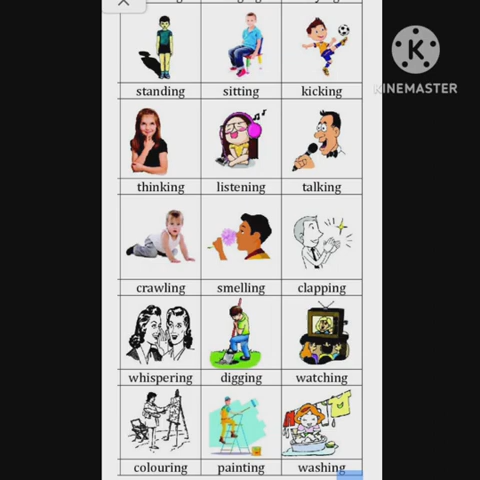 K
KINEMASTER
standing sitting kicking
thinking listening talking
crawling smelling clapping
whispering digging watching
colouring painting washing